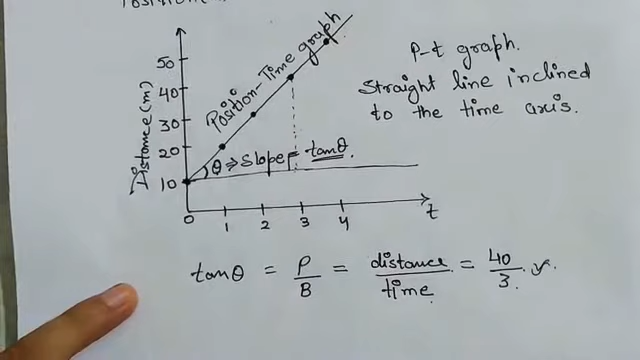 Position-Time graph
50
40
30
20
10
Distance (m)
θ ⇒ slope = tanθ.
0
1
2
3
4
t
p-t graph.
Straight line inclined
to the time axis.
tanθ = P/B = distance/time = 40/3.